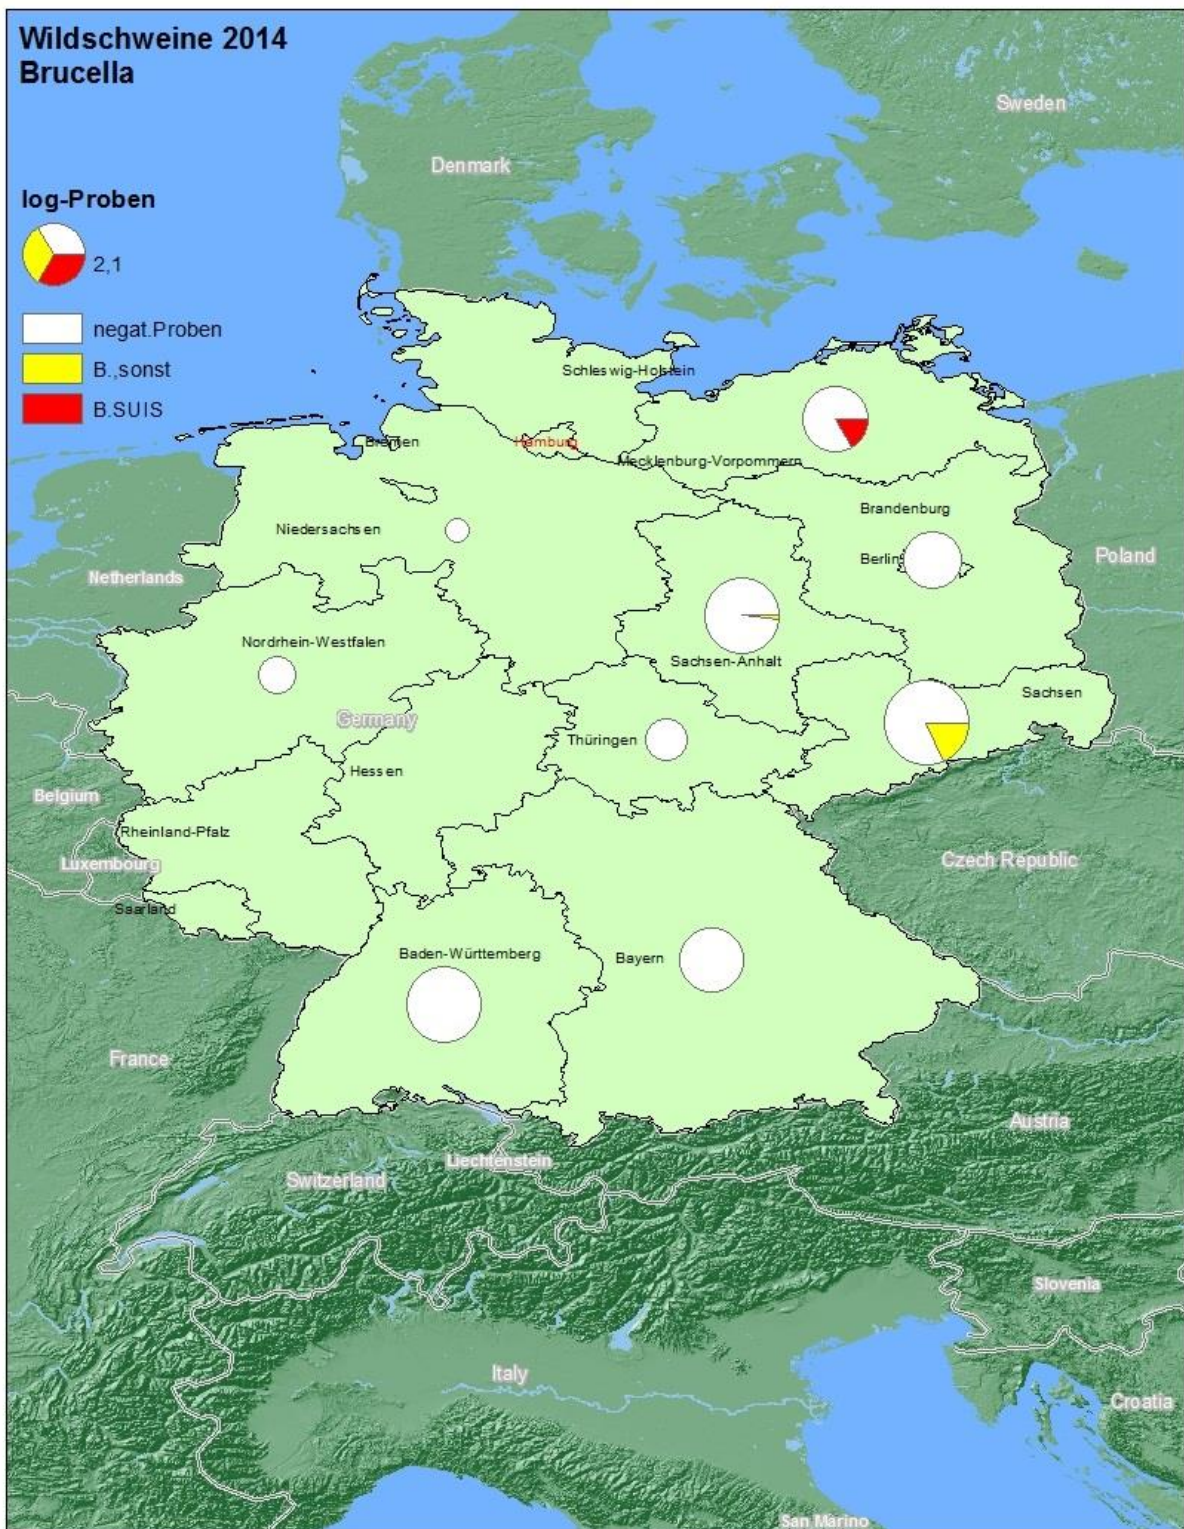 Wildschweine 2014
Brucella
Sweden
Denmark
log-Proben
2,1
negat.Proben
B.,sonst
B.SUIS
Schleswig-Holstein
Bremen
Hamburg
Mecklenburg-Vorpommern
Brandenburg
Niedersachsen
Berlin
Poland
Netherlands
Nordrhein-Westfalen
Sachsen-Anhalt
Sachsen
Germany
Thüringen
Hessen
Belgium
Rheinland-Pfalz
Luxembourg
Czech Republic
Saarland
Baden-Württemberg
Bayern
France
Austria
Liechtenstein
Switzerland
Slovenia
Italy
Croatia
San Marino